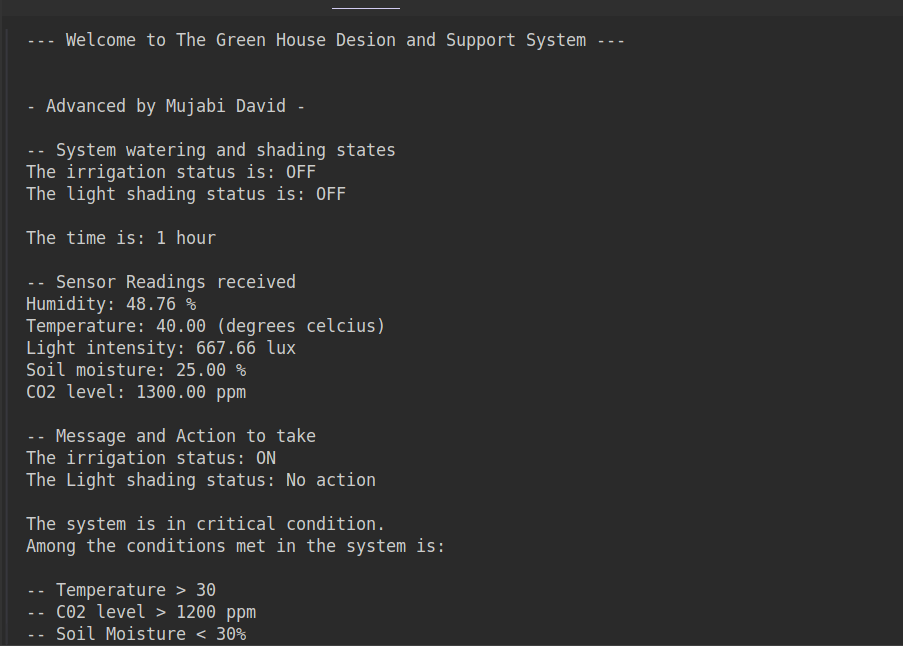 --- Welcome to The Green House Desion and Support System ---
- Advanced by Mujabi David -
-- System watering and shading states
The irrigation status is: OFF
The light shading status is: OFF
The time is: 1 hour
-- Sensor Readings received
Humidity: 48.76 %
Temperature: 40.00 (degrees celcius)
Light intensity: 667.66 lux
Soil moisture: 25.00 %
CO2 level: 1300.00 ppm
-- Message and Action to take
The irrigation status: ON
The Light shading status: No action
The system is in critical condition.
Among the conditions met in the system is:
-- Temperature > 30
-- C02 level > 1200 ppm
-- Soil Moisture < 30%